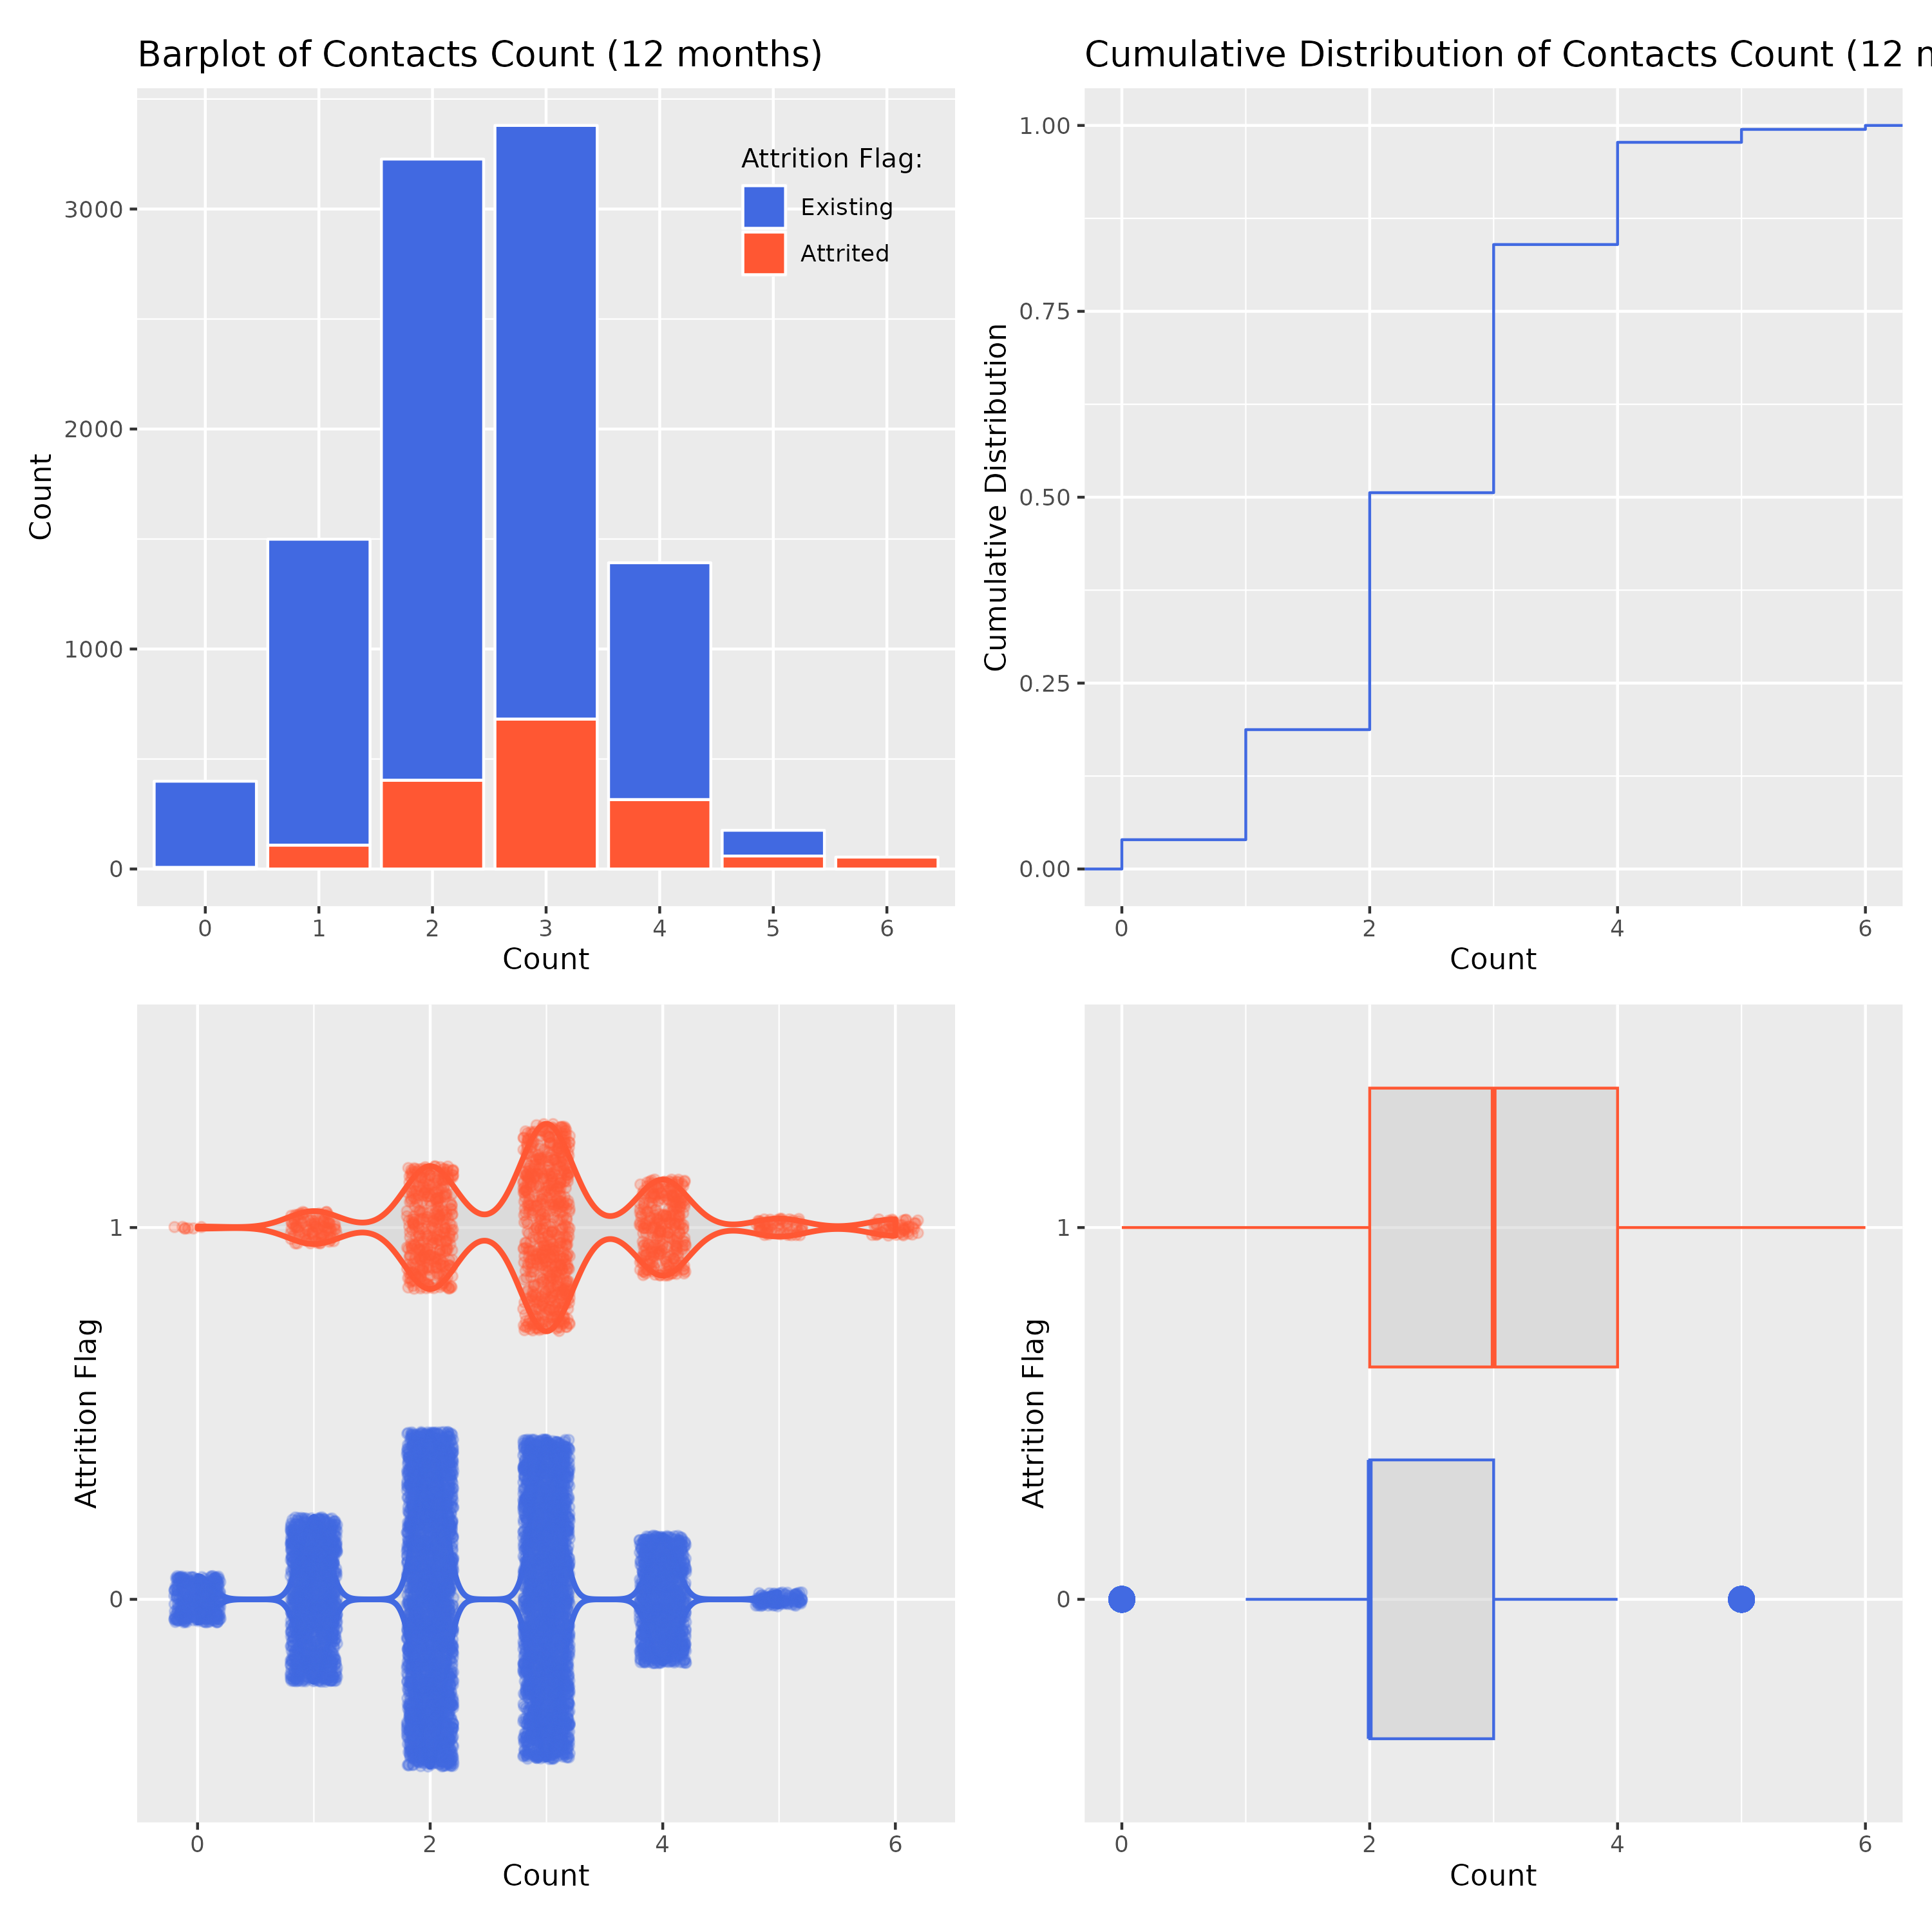 Barplot of Contacts Count (12 months)
Count
3000
2000
1000
0
Attrition Flag:
Existing
Attrited
0 1 2 3 4 5 6
Count
Cumulative Distribution of Contacts Count (12
Cumulative Distribution
1.00
0.75
0.50
0.25
0.00
0 2 4 6
Count
Attrition Flag
1
0
0 2 4 6
Count
Attrition Flag
1
0
0 2 4 6
Count